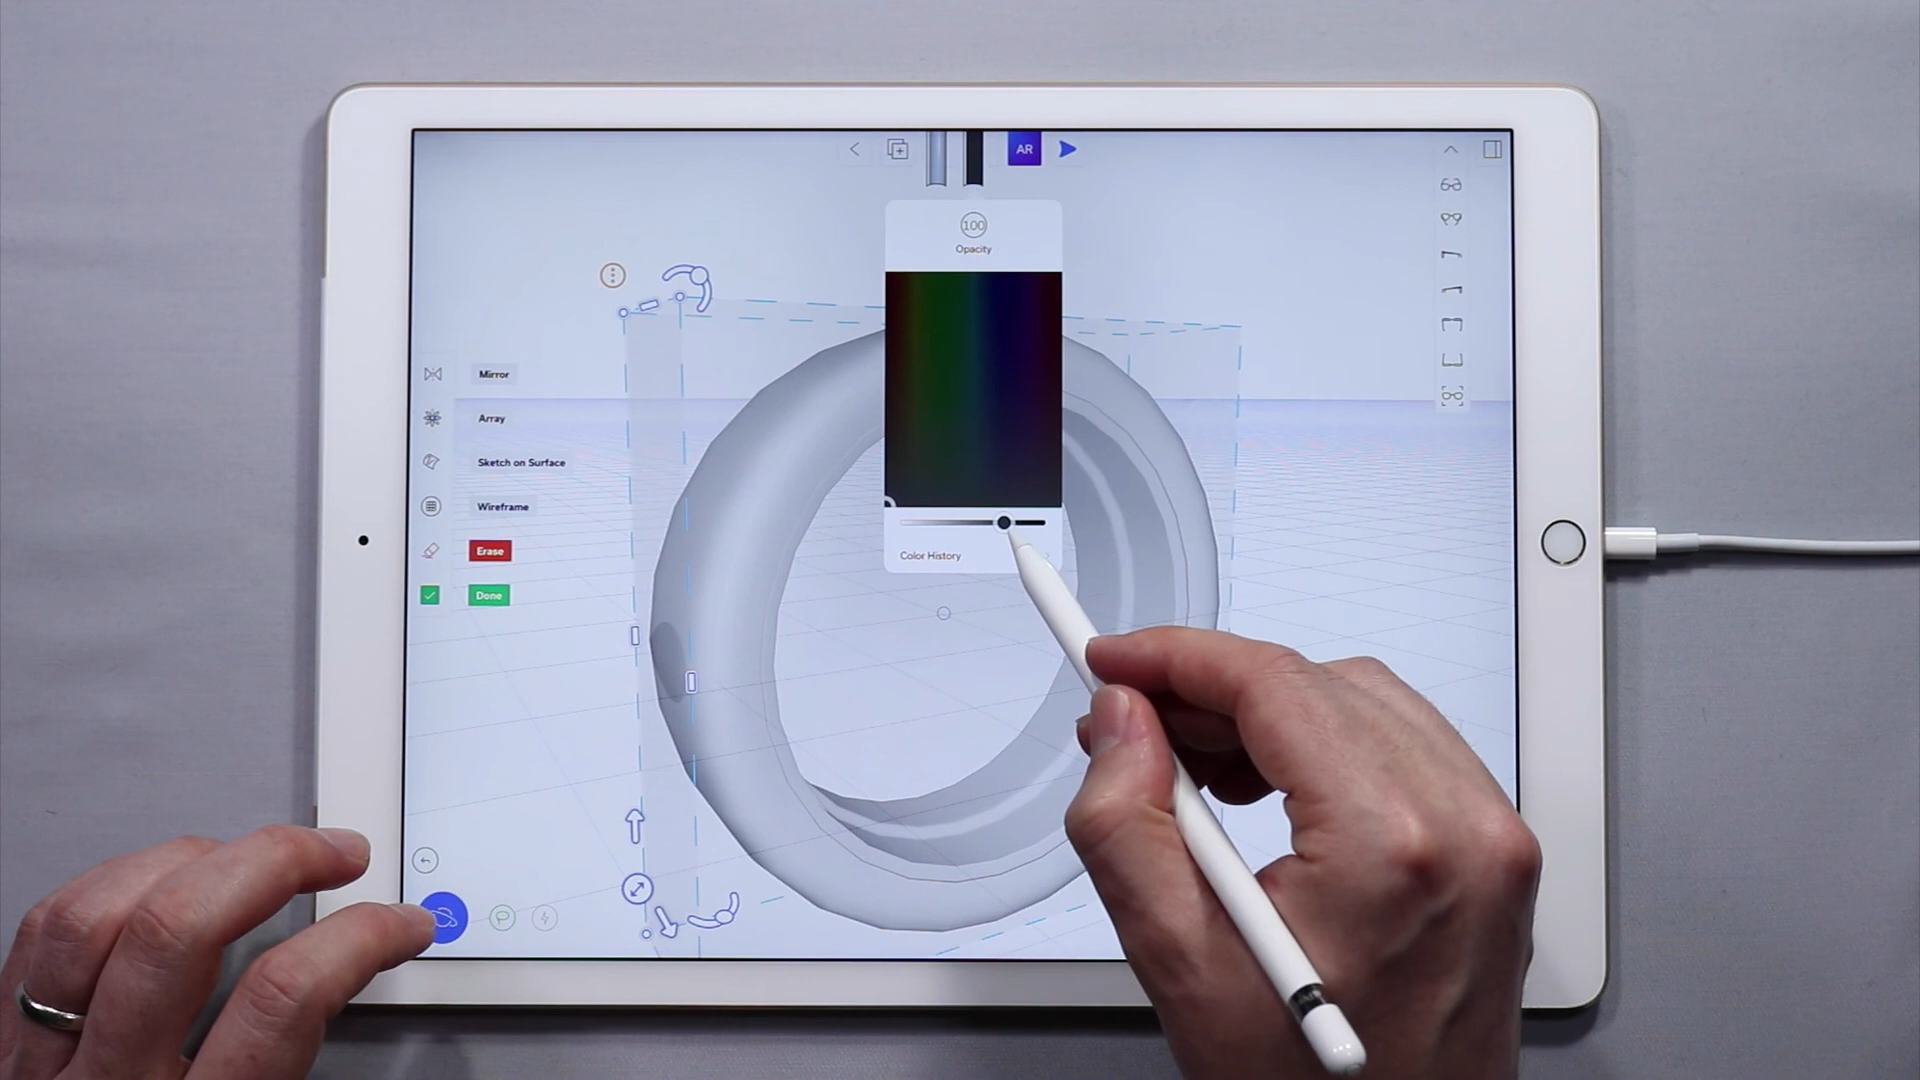 AR
100
Opacity
Mirror
Array
Sketch on Surface
Wireframe
Erase
Done
Color History